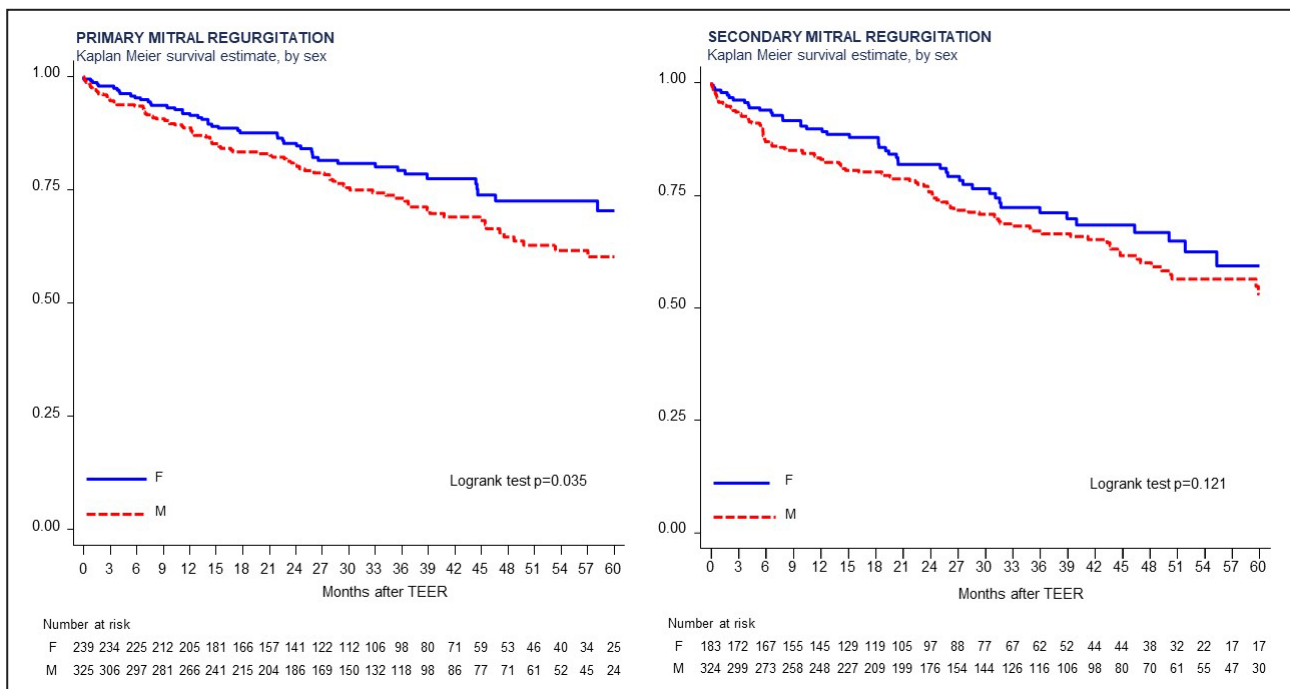 PRIMARY MITRAL REGURGITATION
Kaplan Meier survival estimate, by sex
1.00
0.75
0.50
0.25
0.00
F
M
Logrank test p=0.035
0 3 6 9 12 15 18 21 24 27 30 33 36 39 42 45 48 51 54 57 60
Months after TEER
Number at risk
F 239 234 225 212 205 181 166 157 141 122 112 106 98 80 71 59 53 46 40 34 25
M 325 306 297 281 266 241 215 204 186 169 150 132 118 98 86 77 71 61 52 45 24
SECONDARY MITRAL REGURGITATION
Kaplan Meier survival estimate, by sex
1.00
0.75
0.50
0.25
0.00
F
M
Logrank test p=0.121
0 3 6 9 12 15 18 21 24 27 30 33 36 39 42 45 48 51 54 57 60
Months after TEER
Number at risk
F 183 172 167 155 145 129 119 105 97 88 77 67 62 52 44 44 38 32 22 17 17
M 324 299 273 258 248 227 209 199 176 154 144 126 116 106 98 80 70 61 55 47 30